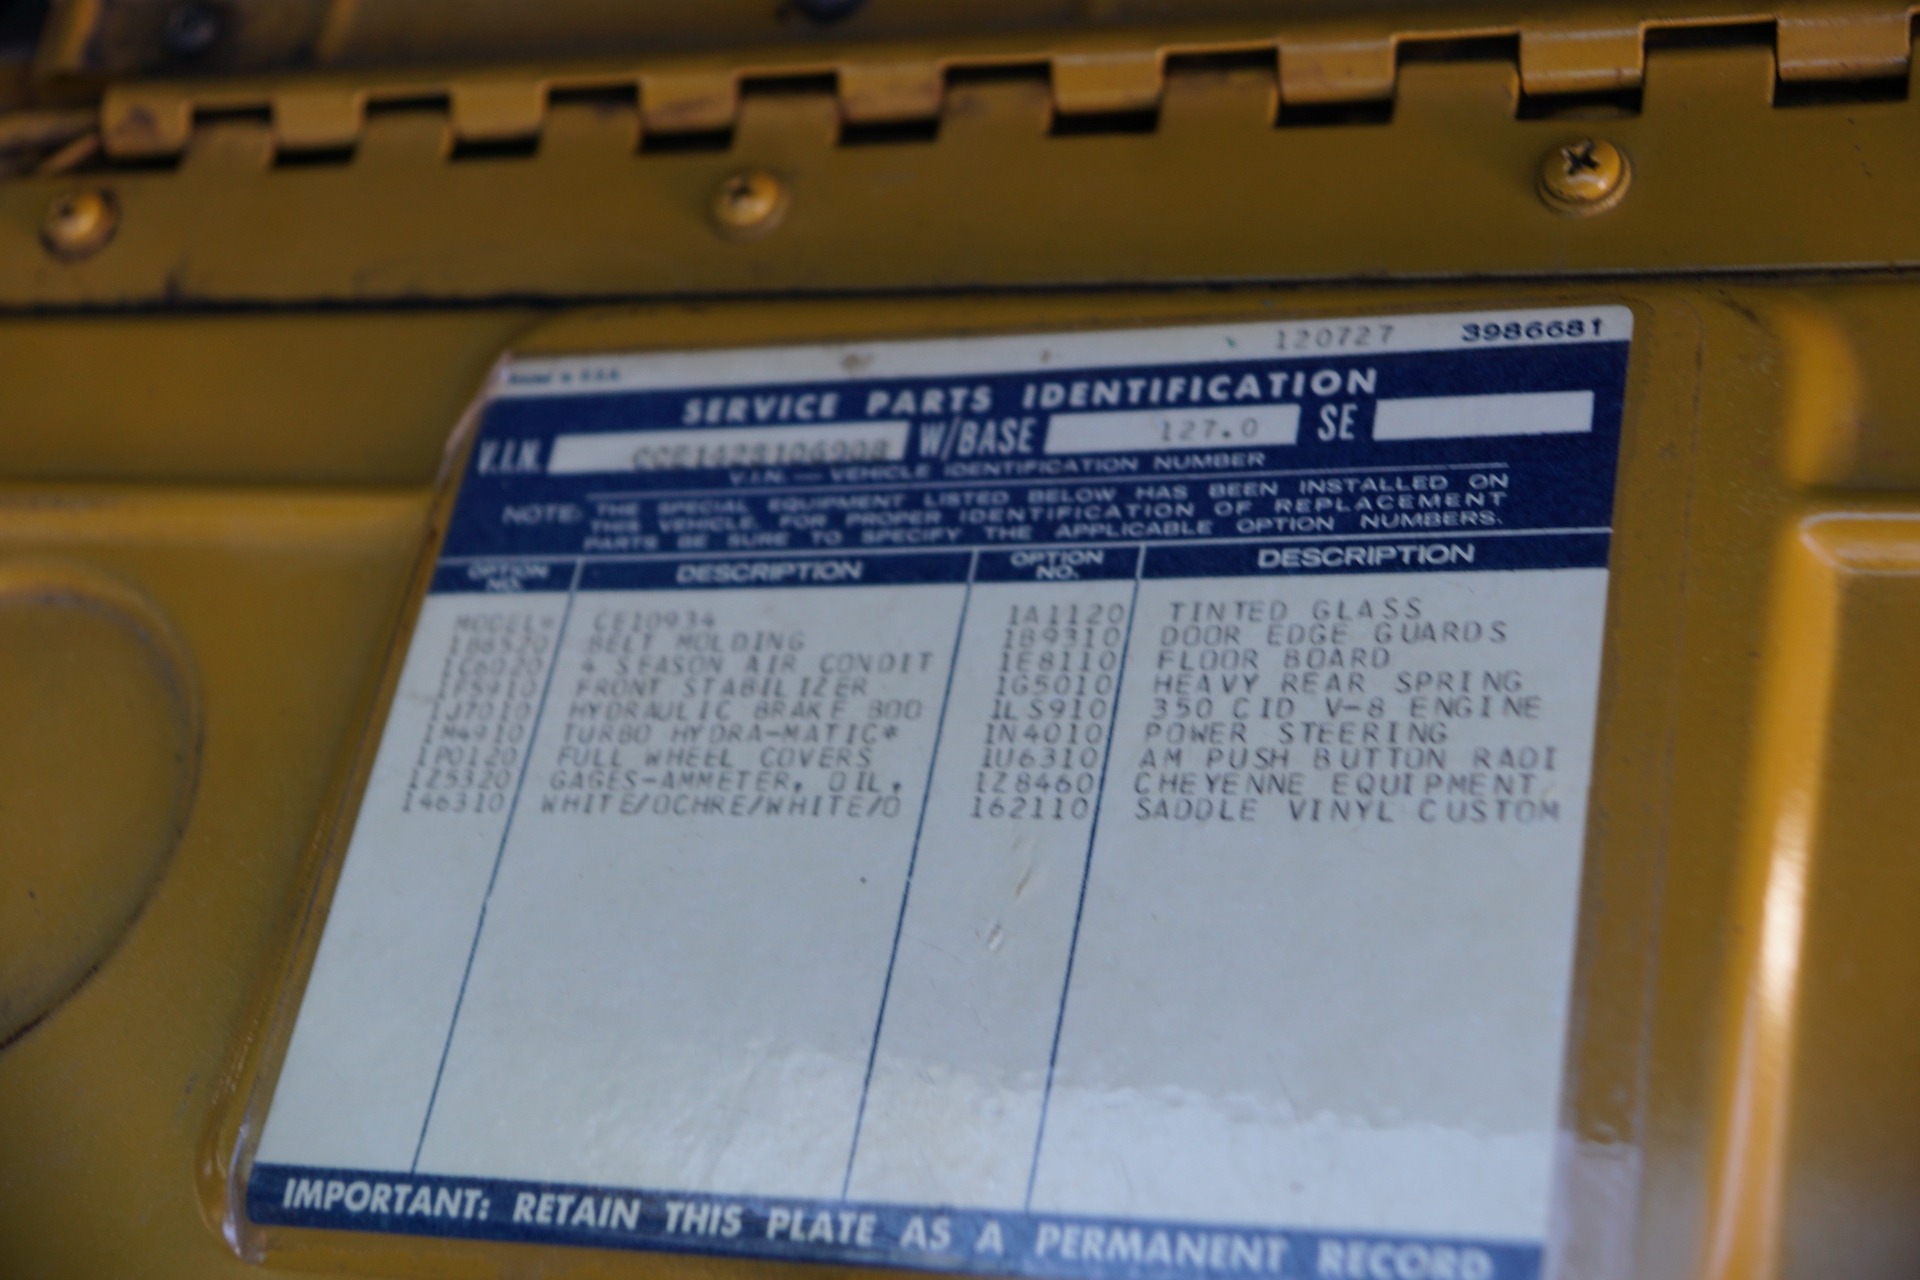 120727 3986681
SERVICE PARTS IDENTIFICATION
V.I.N. W/BASE 127.0 SE
V.I.N. — VEHICLE IDENTIFICATION NUMBER
NOTE: THE SPECIAL EQUIPMENT LISTED BELOW HAS BEEN INSTALLED ON
THIS VEHICLE. FOR PROPER IDENTIFICATION OF REPLACEMENT
PARTS BE SURE TO SPECIFY THE APPLICABLE OPTION NUMBERS.
OPTION NO. DESCRIPTION OPTION NO. DESCRIPTION
MODEL* CE10934 1A1120 TINTED GLASS
1B8520 BELT MOLDING 1B9310 DOOR EDGE GUARDS
1C6020 4 SEASON AIR CONDIT 1E8110 FLOOR BOARD
1F5910 FRONT STABILIZER 1G5010 HEAVY REAR SPRING
1J7010 HYDRAULIC BRAKE BOO 1LS910 350 CID V-8 ENGINE
1M4910 TURBO HYDRA-MATIC* 1N4010 POWER STEERING
1P0120 FULL WHEEL COVERS 1U6310 AM PUSH BUTTON RADI
1Z5320 GAGES-AMMETER, OIL, 1Z8460 CHEYENNE EQUIPMENT
146310 WHITE/OCHRE/WHITE/O 162110 SADDLE VINYL CUSTOM
IMPORTANT: RETAIN THIS PLATE AS A PERMANENT RECORD